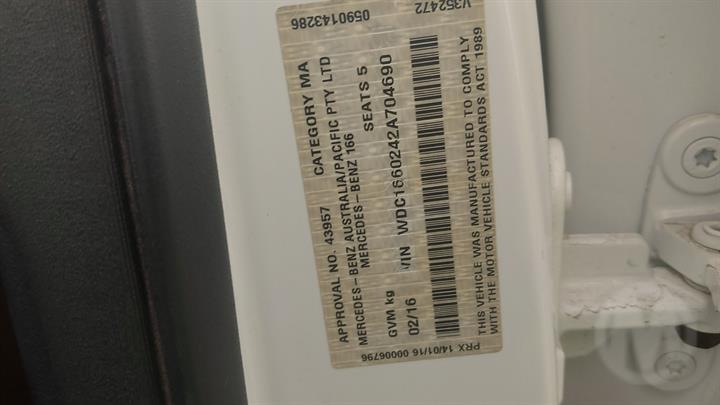 0590143286 V352472
APPROVAL NO. 43957 CATEGORY MA
MERCEDES-BENZ AUSTRALIA/PACIFIC PTY LTD
MERCEDES-BENZ 166
GVM kg SEATS 5
02/16 VIN WDC1660242A704690
THIS VEHICLE WAS MANUFACTURED TO COMPLY
WITH THE MOTOR VEHICLE STANDARDS ACT 1989
PRX 14/01/16 00006796